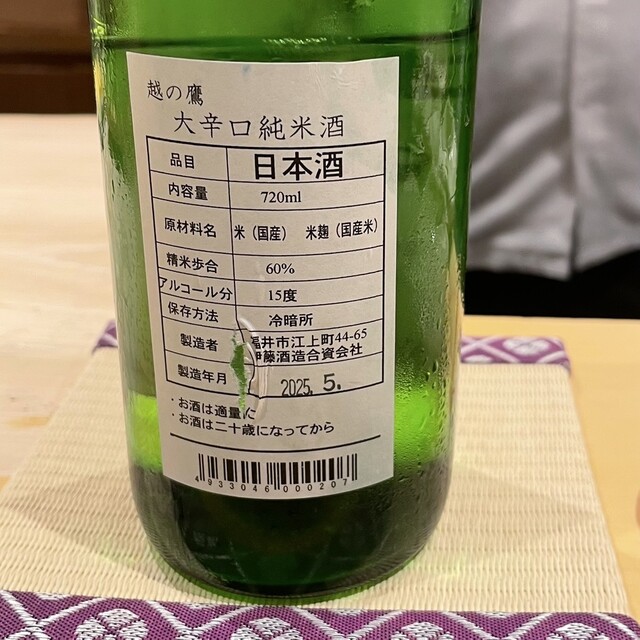 越の鷹
大辛口純米酒
品目 日本酒
内容量 720ml
原材料名 米(国産) 米麹(国産米)
精米歩合 60%
アルコール分 15度
保存方法 冷暗所
製造者 福井市江上町44-65
伊藤酒造合資会社
製造年月 2025.5.
・お酒は適量に
・お酒は二十歳になってから
4933046000207